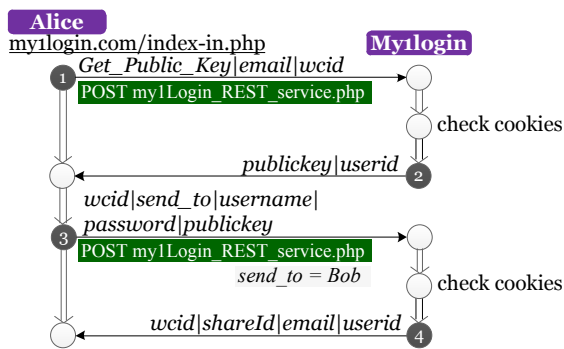 Alice
my1login.com/index-in.php
My1login
Get_Public_Key|email|wcid
1
POST my1Login_REST_service.php
check cookies
publickey|userid
2
wcid|send_to|username|
password|publickey
3
POST my1Login_REST_service.php
send_to = Bob
check cookies
wcid|shareId|email|userid
4